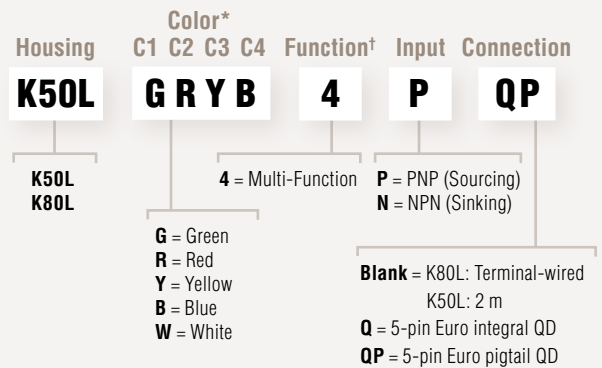 Color*
Housing C1 C2 C3 C4 Function† Input Connection
K50L G R Y B 4 P QP
K50L
K80L
4 = Multi-Function
P = PNP (Sourcing)
N = NPN (Sinking)
G = Green
R = Red
Y = Yellow
B = Blue
W = White
Blank = K80L: Terminal-wired
K50L: 2 m
Q = 5-pin Euro integral QD
QP = 5-pin Euro pigtail QD